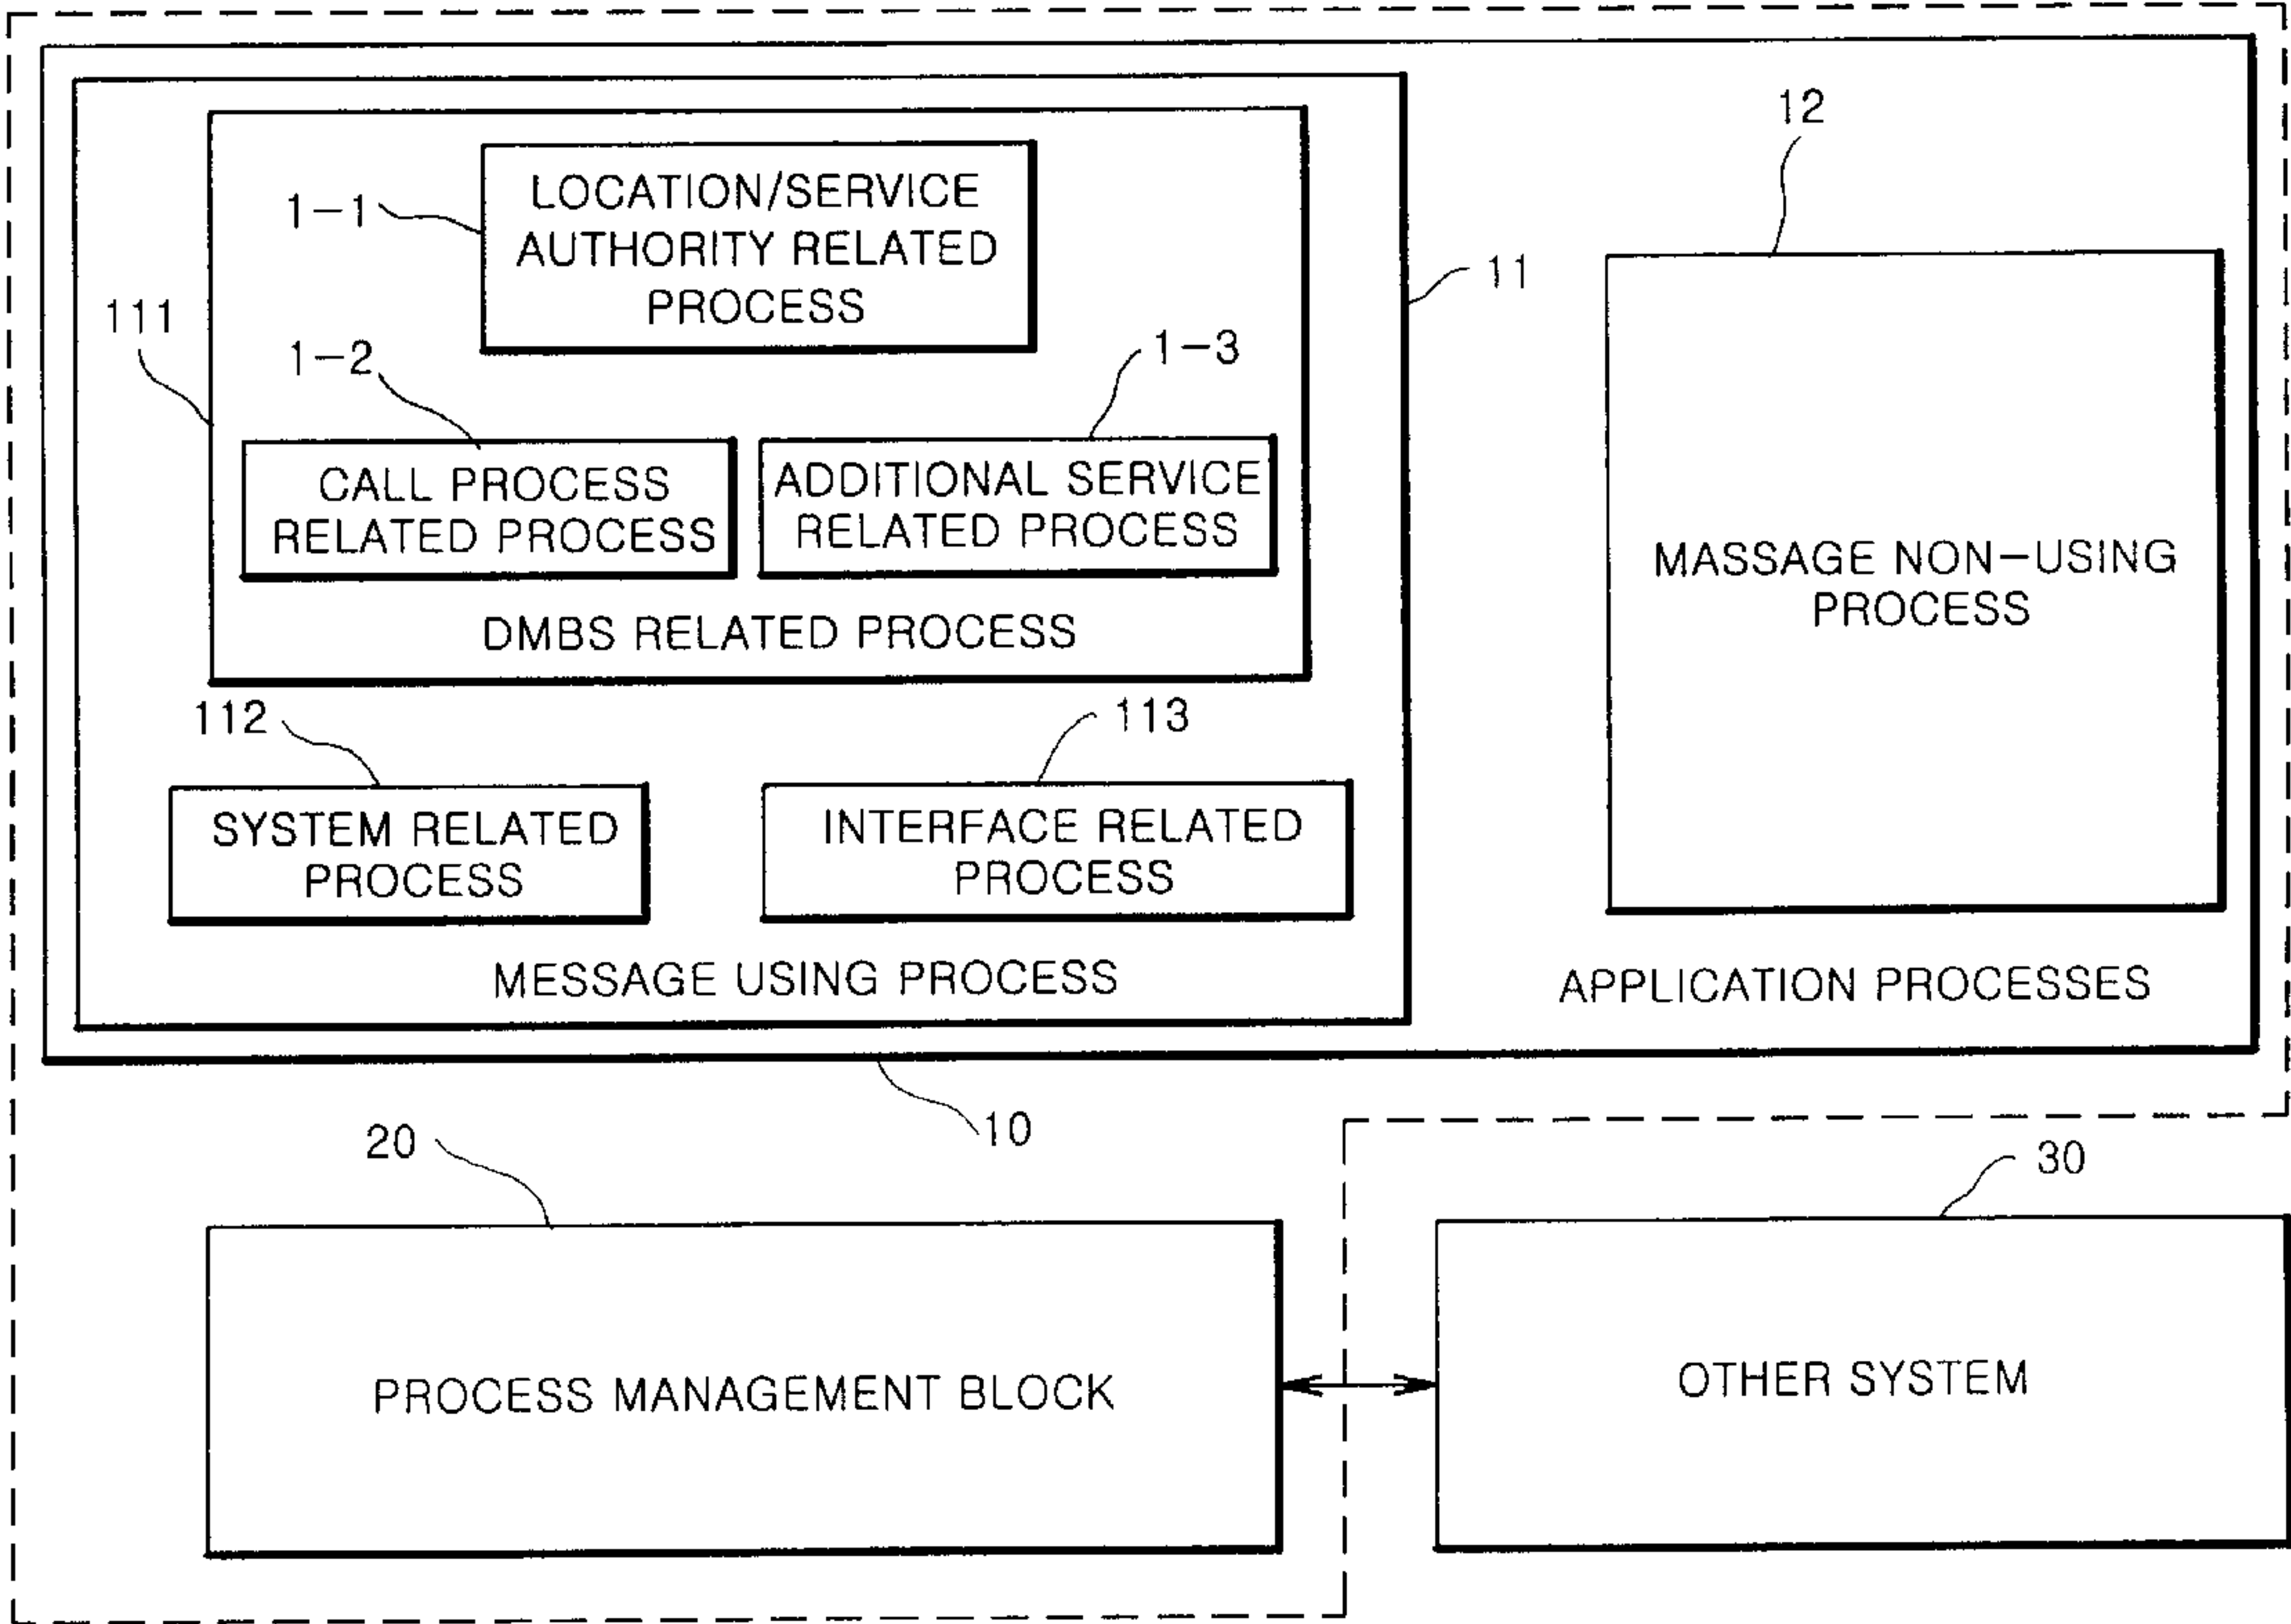 12
1-1
LOCATION/SERVICE
AUTHORITY RELATED
PROCESS
11
111
1-2
1-3
CALL PROCESS
RELATED PROCESS
ADDITIONAL SERVICE
RELATED PROCESS
DMBS RELATED PROCESS
MASSAGE NON-USING
PROCESS
112
113
SYSTEM RELATED
PROCESS
INTERFACE RELATED
PROCESS
MESSAGE USING PROCESS
APPLICATION PROCESSES
10
20
30
PROCESS MANAGEMENT BLOCK
OTHER SYSTEM